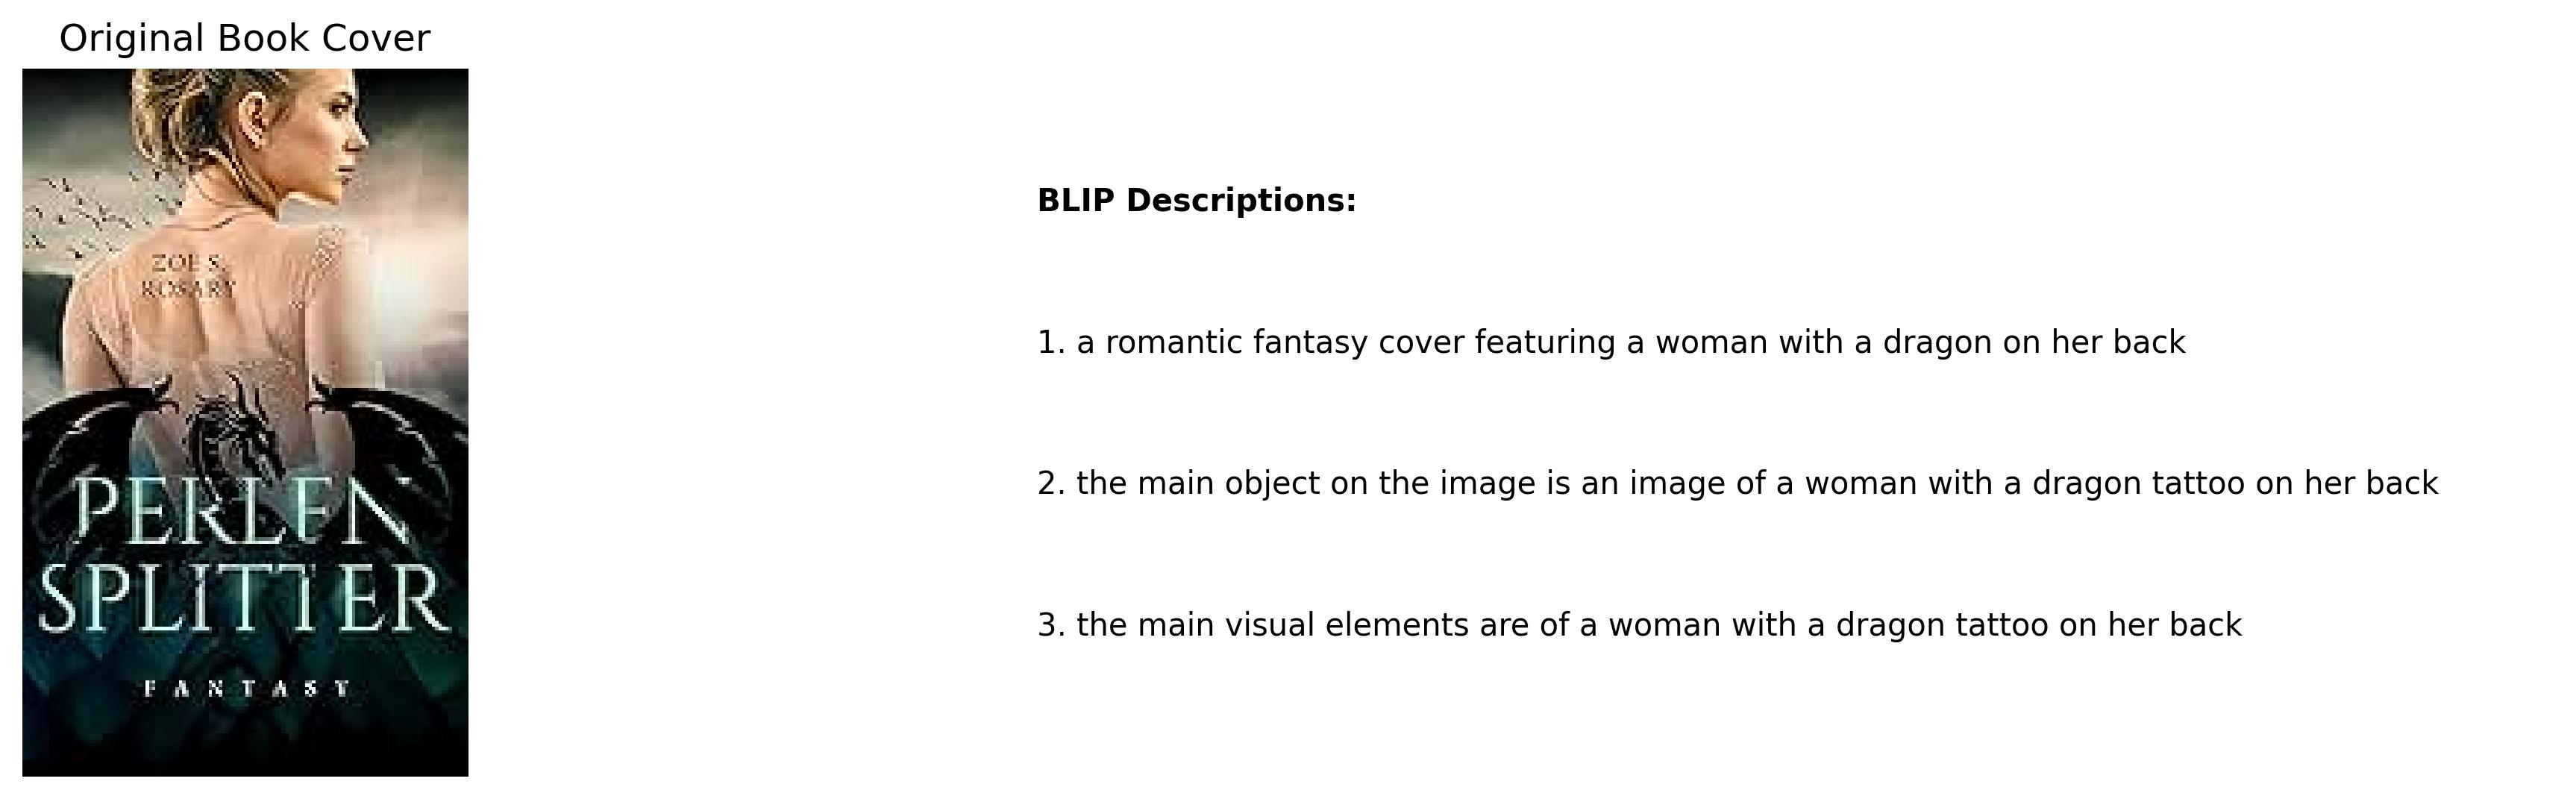 Original Book Cover
ZOE S.
ROSARY
PERLEN
SPLITTER
FANTASY
BLIP Descriptions:
1. a romantic fantasy cover featuring a woman with a dragon on her back
2. the main object on the image is an image of a woman with a dragon tattoo on her back
3. the main visual elements are of a woman with a dragon tattoo on her back